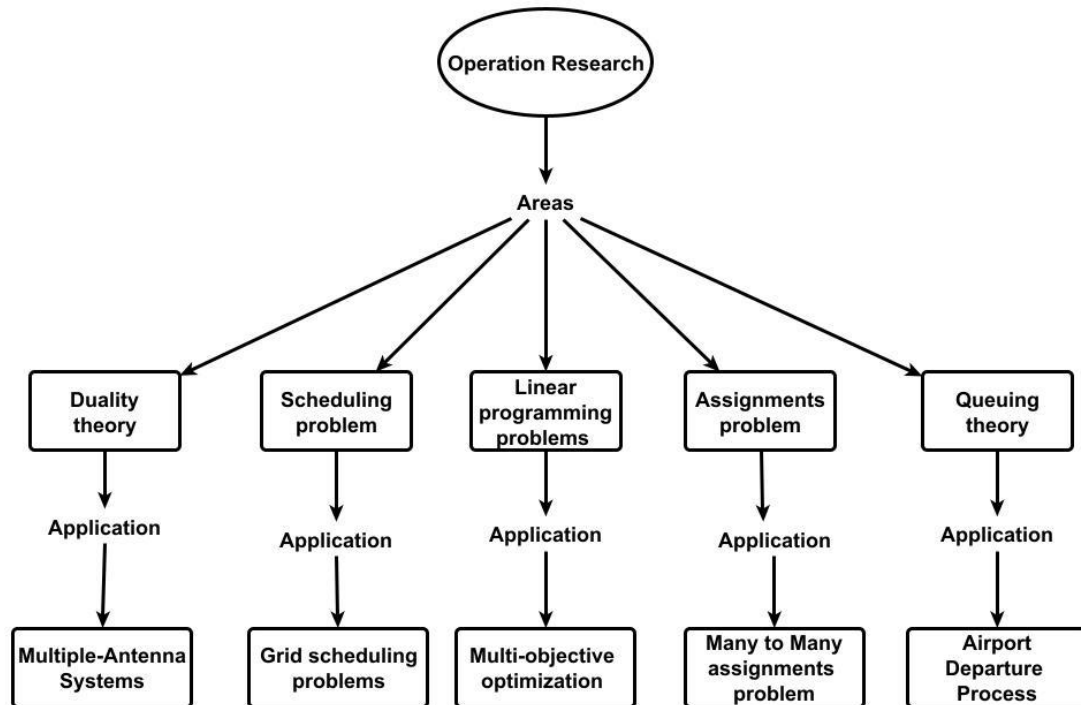 Operation Research
Areas
Duality
theory
Scheduling
problem
Linear
programming
problems
Assignments
problem
Queuing
theory
Application
Application
Application
Application
Application
Multiple-Antenna
Systems
Grid scheduling
problems
Multi-objective
optimization
Many to Many
assignments
problem
Airport
Departure
Process